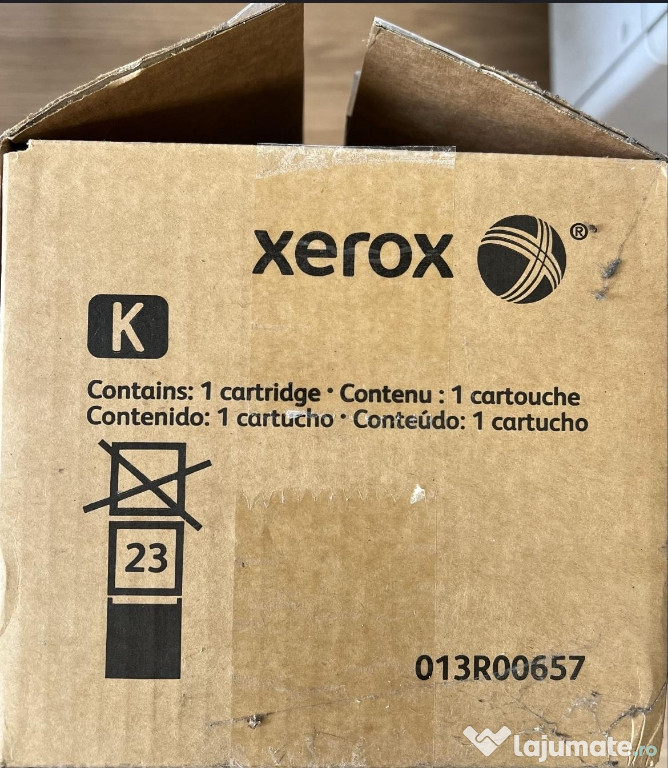 xerox ®
K
Contains: 1 cartridge • Contenu : 1 cartouche
Contenido: 1 cartucho • Conteúdo: 1 cartucho
23
013R00657
lajumate.ro